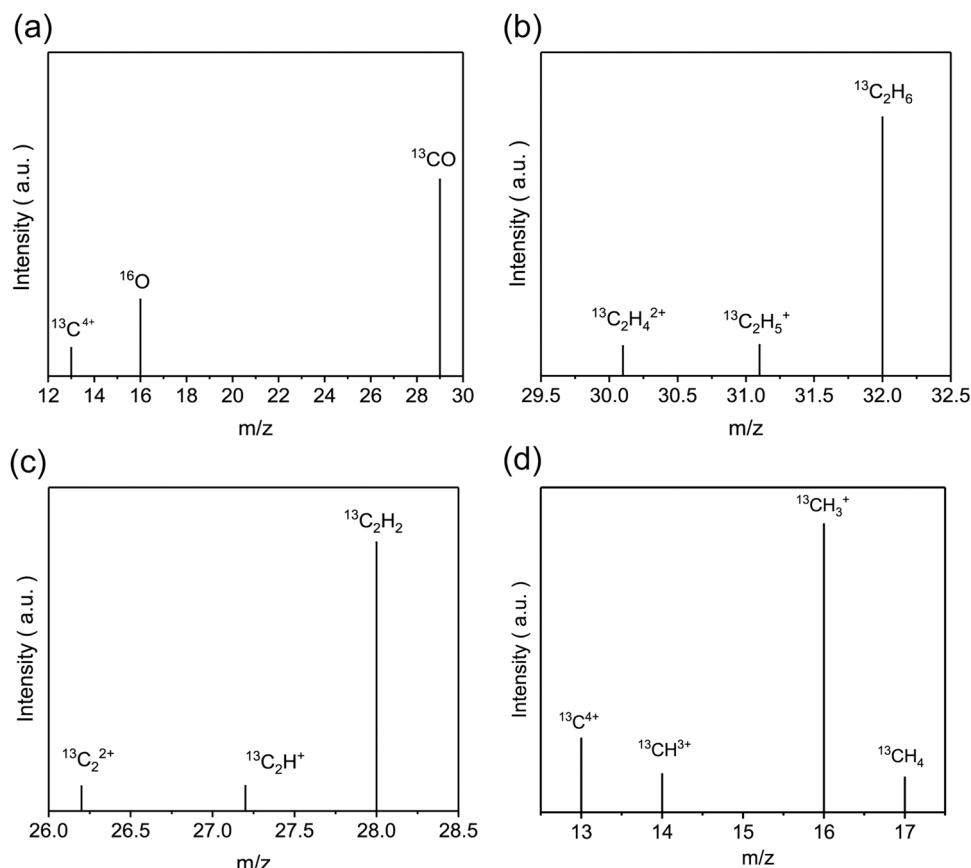 (a)
Intensity ( a.u. )
¹³C⁴⁺
¹⁶O
¹³CO
12 14 16 18 20 22 24 26 28 30
m/z
(b)
Intensity ( a.u. )
¹³C₂H₄²⁺
¹³C₂H₅⁺
¹³C₂H₆
29.5 30.0 30.5 31.0 31.5 32.0 32.5
m/z
(c)
Intensity ( a.u. )
¹³C₂²⁺
¹³C₂H⁺
¹³C₂H₂
26.0 26.5 27.0 27.5 28.0 28.5
m/z
(d)
Intensity ( a.u. )
¹³C⁴⁺
¹³CH³⁺
¹³CH₃⁺
¹³CH₄
13 14 15 16 17
m/z